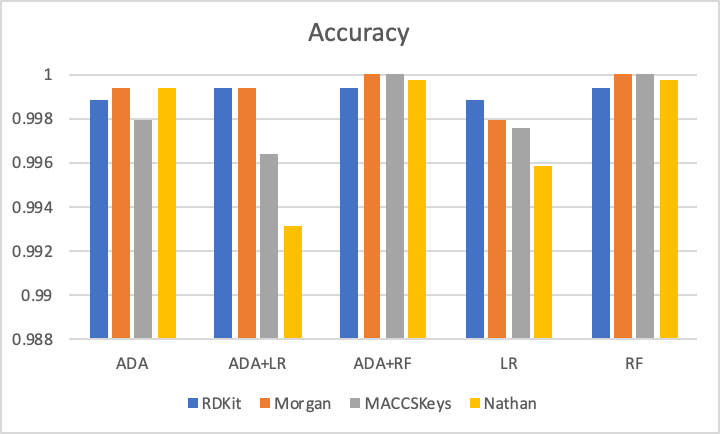 Accuracy
1
0.998
0.996
0.994
0.992
0.99
0.988
ADA ADA+LR ADA+RF LR RF
RDKit Morgan MACCSKeys Nathan